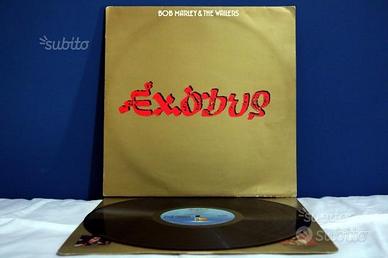 BOB MARLEY & THE WAILERS
subito
EXODUS
subito